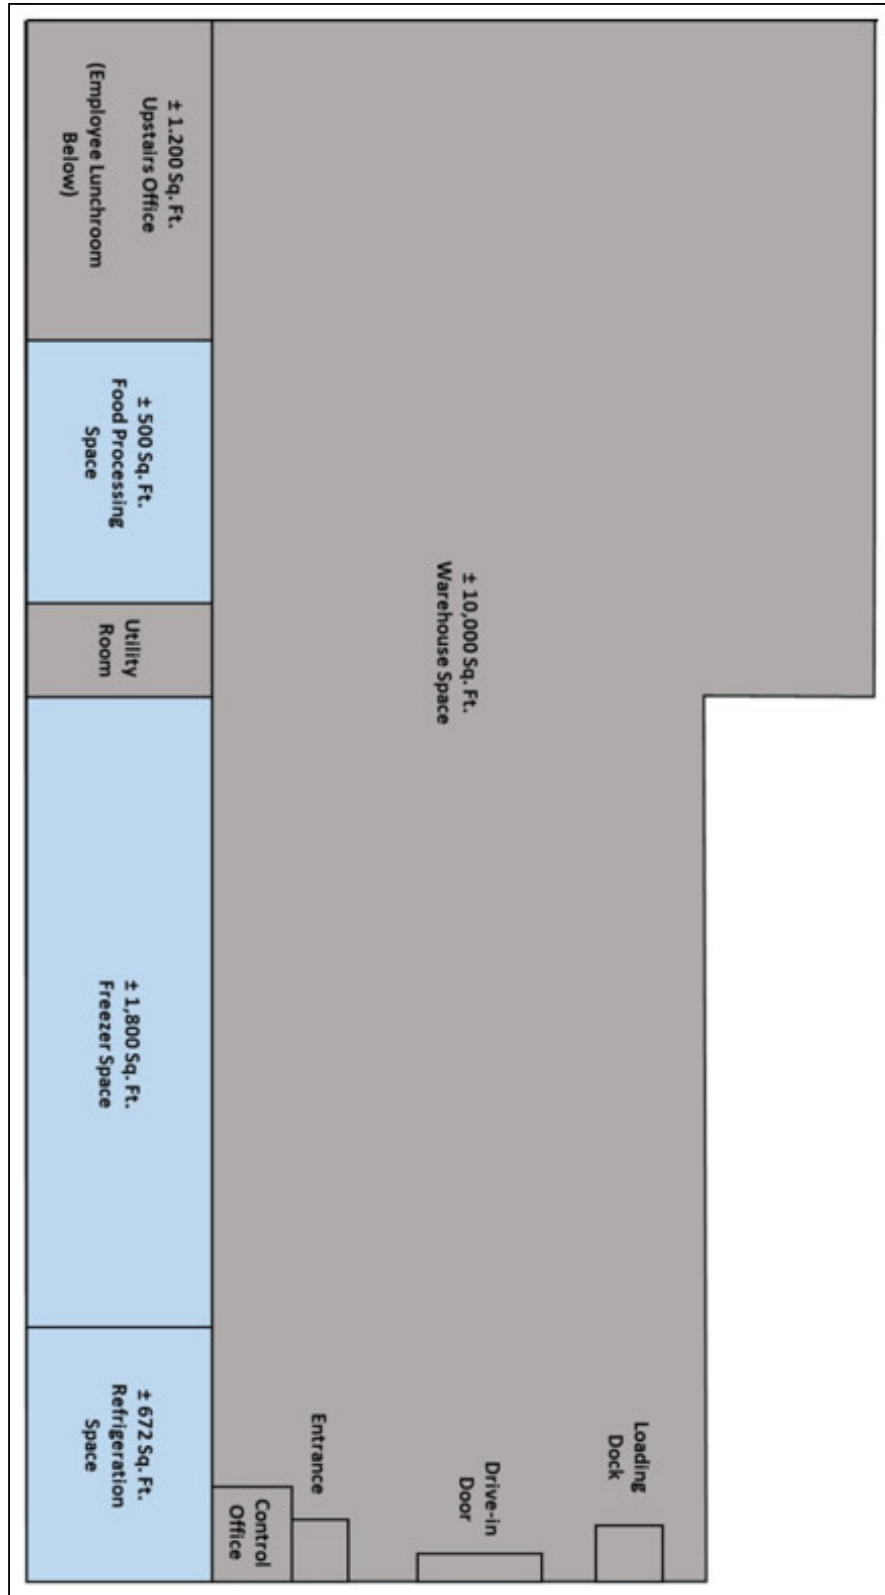 ± 1.200 Sq. Ft.
Upstairs Office
(Employee Lunchroom
Below)
± 500 Sq. Ft.
Food Processing
Space
Utility
Room
± 1,800 Sq. Ft.
Freezer Space
± 672 Sq. Ft.
Refrigeration
Space
± 10,000 Sq. Ft.
Warehouse Space
Control
Office
Entrance
Drive-in
Door
Loading
Dock